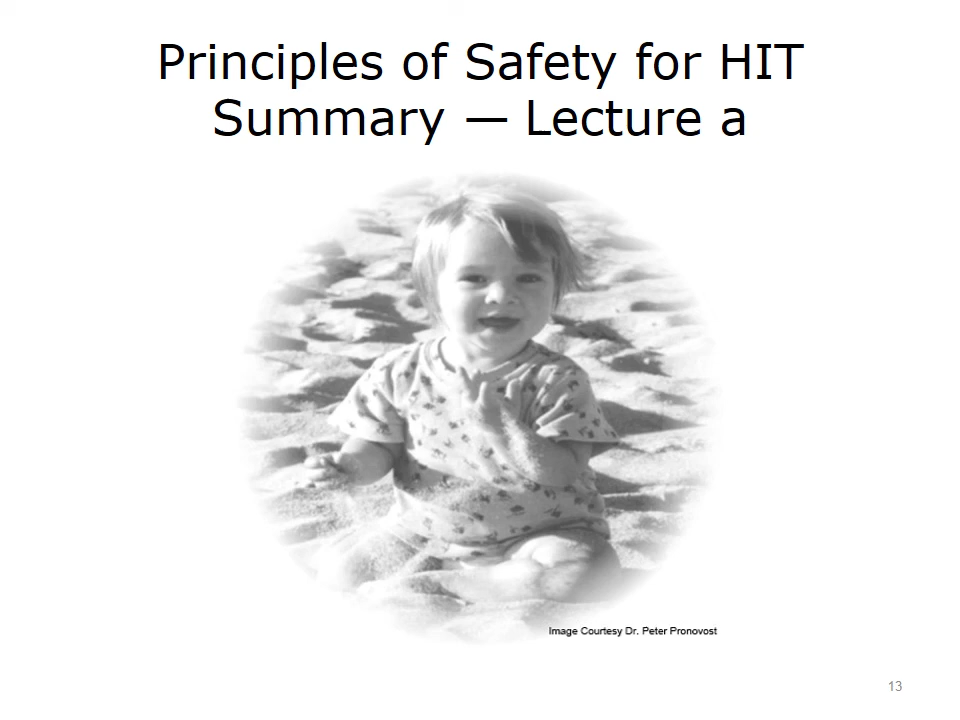 Principles of Safety for HIT
Summary — Lecture a
Image Courtesy Dr. Peter Pronovost
13